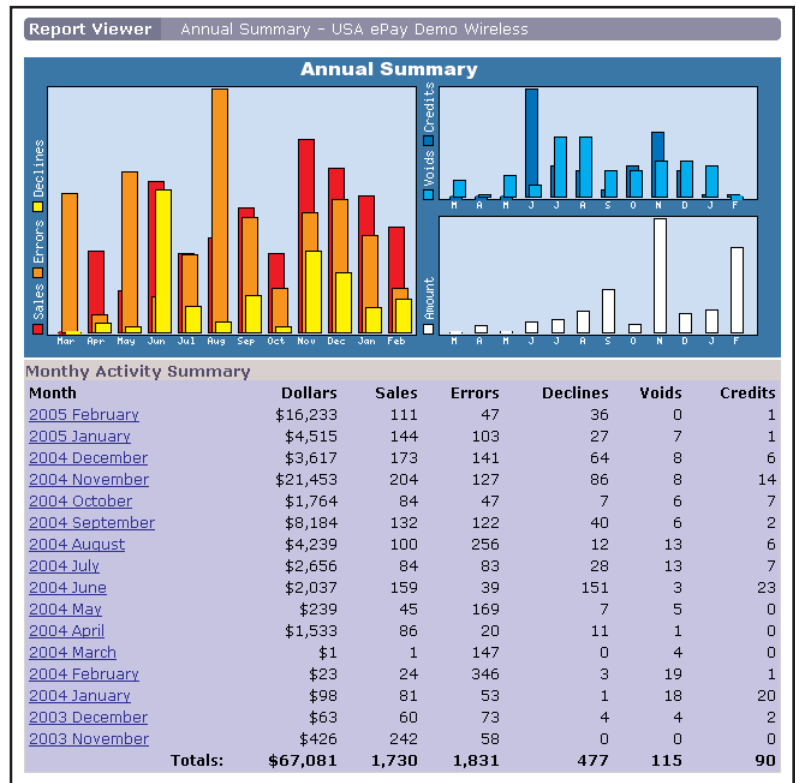 Report Viewer Annual Summary - USA ePay Demo Wireless
Annual Summary
Sales Errors Declines
Mar Apr May Jun Jul Aug Sep Oct Nov Dec Jan Feb
Voids Credits
M A M J J A S O N D J F
Amount
M A M J J A S O N D J F
Monthy Activity Summary
Month Dollars Sales Errors Declines Voids Credits
2005 February $16,233 111 47 36 0 1
2005 January $4,515 144 103 27 7 1
2004 December $3,617 173 141 64 8 6
2004 November $21,453 204 127 86 8 14
2004 October $1,764 84 47 7 6 7
2004 September $8,184 132 122 40 6 2
2004 August $4,239 100 256 12 13 6
2004 July $2,656 84 83 28 13 7
2004 June $2,037 159 39 151 3 23
2004 May $239 45 169 7 5 0
2004 April $1,533 86 20 11 1 0
2004 March $1 1 147 0 4 0
2004 February $23 24 346 3 19 1
2004 January $98 81 53 1 18 20
2003 December $63 60 73 4 4 2
2003 November $426 242 58 0 0 0
Totals: $67,081 1,730 1,831 477 115 90